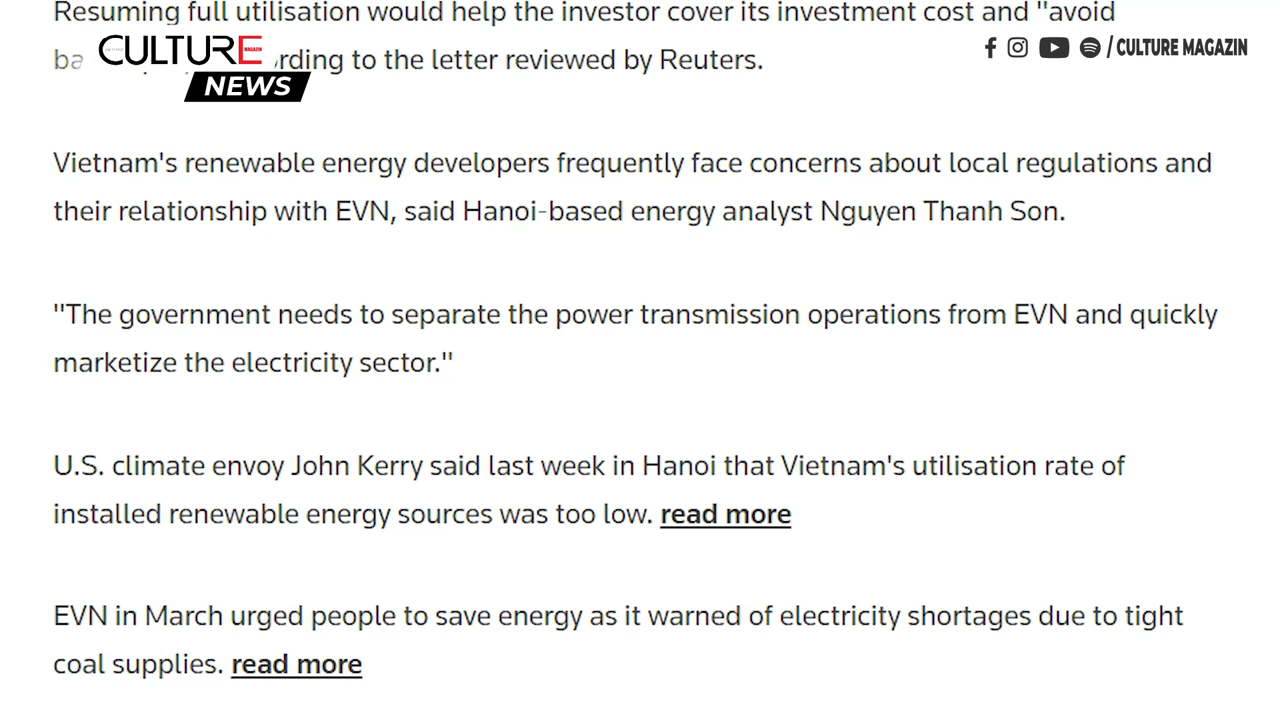 Resuming full utilisation would help the investor cover its investment cost and "avoid
CULTURE MAGAZIN
NEWS
/ CULTURE MAGAZIN
to the letter reviewed by Reuters.
Vietnam's renewable energy developers frequently face concerns about local regulations and
their relationship with EVN, said Hanoi-based energy analyst Nguyen Thanh Son.
"The government needs to separate the power transmission operations from EVN and quickly
marketize the electricity sector."
U.S. climate envoy John Kerry said last week in Hanoi that Vietnam's utilisation rate of
installed renewable energy sources was too low. read more
EVN in March urged people to save energy as it warned of electricity shortages due to tight
coal supplies. read more